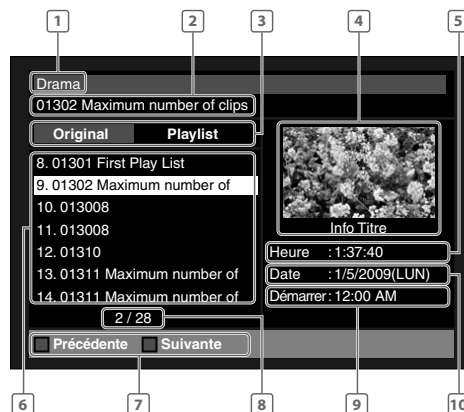 1 2 3 4 5
Drama
01302 Maximum number of clips
Original Playlist
8. 01301 First Play List
9. 01302 Maximum number of
10. 013008
11. 013008
12. 01310
13. 01311 Maximum number of
14. 01311 Maximum number of
2 / 28
Précédente Suivante
Info Titre
Heure : 1:37:40
Date : 1/5/2009(LUN)
Démarrer : 12:00 AM
6 7 8 9 10